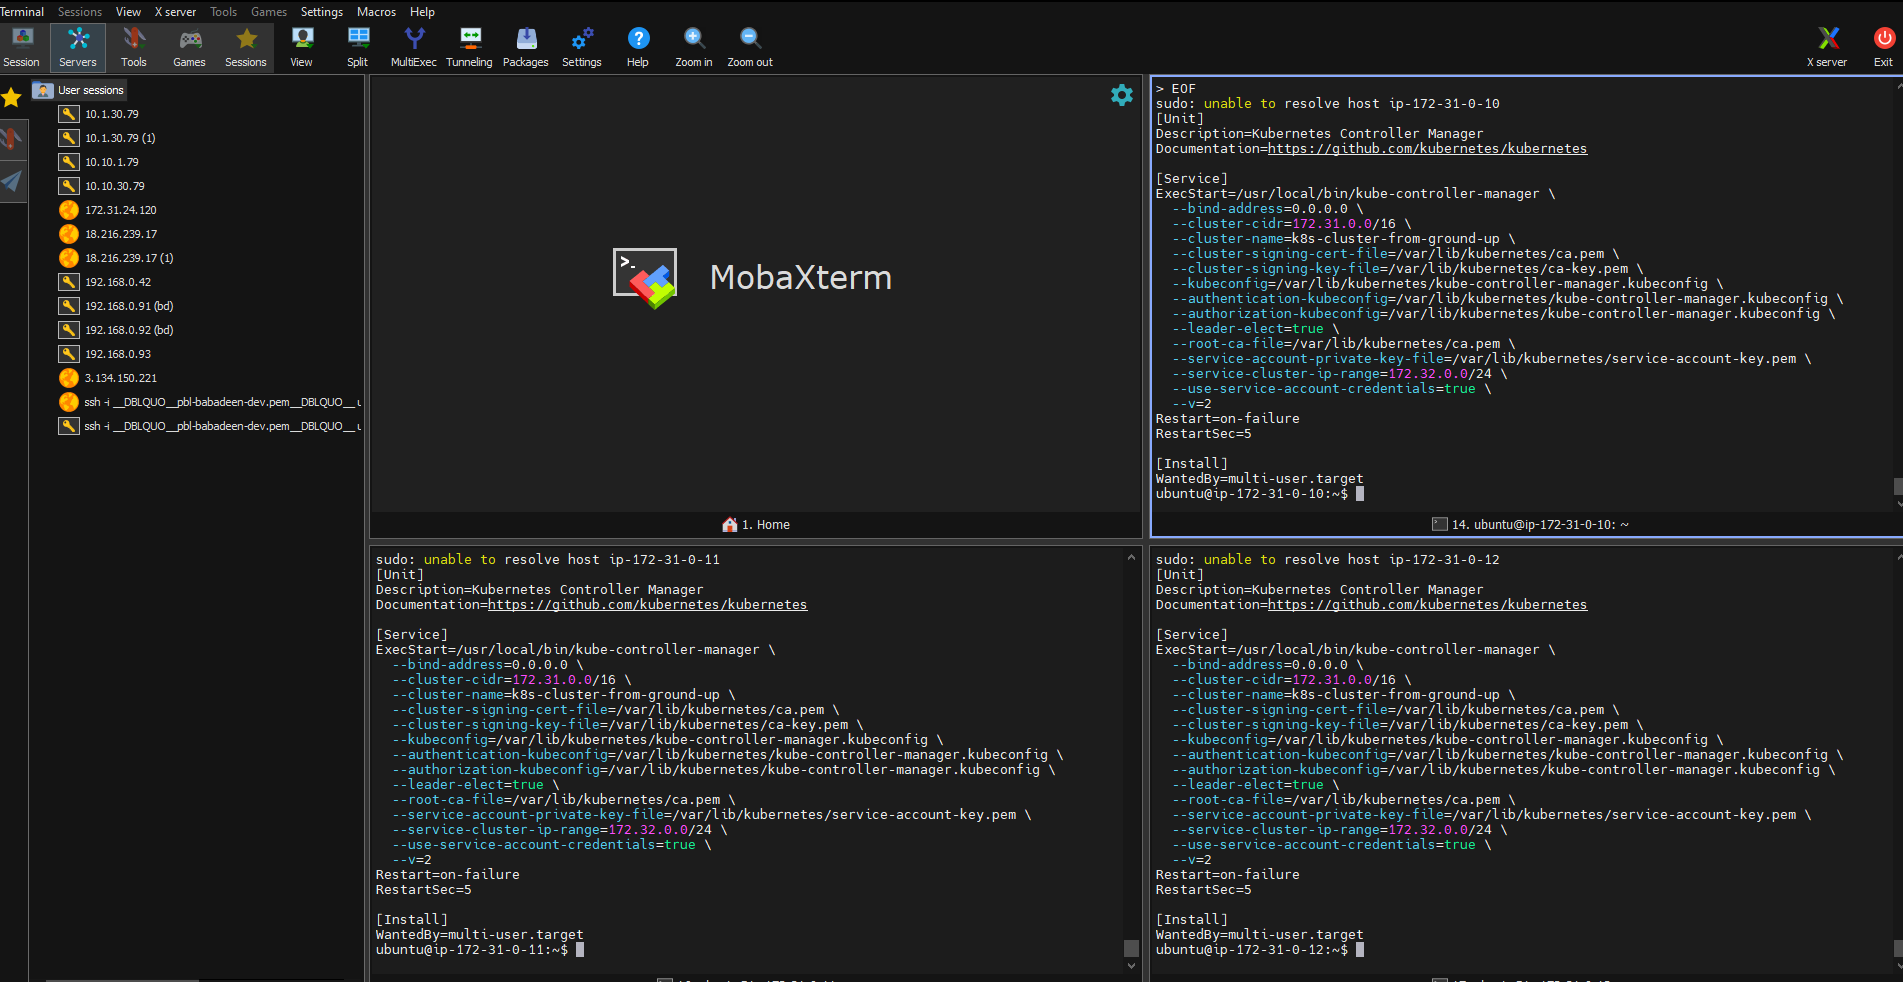 Terminal Sessions View X server Tools Games Settings Macros Help
Session Servers Tools Games Sessions View Split MultiExec Tunneling Packages Settings Help Zoom in Zoom out X server Exit
User sessions
10.1.30.79
10.1.30.79 (1)
10.10.1.79
10.10.30.79
172.31.24.120
18.216.239.17
18.216.239.17 (1)
192.168.0.42
192.168.0.91 (bd)
192.168.0.92 (bd)
192.168.0.93
3.134.150.221
ssh -i __DBLQUO__pbl-babadeen-dev.pem__DBLQUO__ u
ssh -i __DBLQUO__pbl-babadeen-dev.pem__DBLQUO__ u
>_
MobaXterm
1. Home
> EOF
sudo: unable to resolve host ip-172-31-0-10
[Unit]
Description=Kubernetes Controller Manager
Documentation=https://github.com/kubernetes/kubernetes
[Service]
ExecStart=/usr/local/bin/kube-controller-manager \
--bind-address=0.0.0.0 \
--cluster-cidr=172.31.0.0/16 \
--cluster-name=k8s-cluster-from-ground-up \
--cluster-signing-cert-file=/var/lib/kubernetes/ca.pem \
--cluster-signing-key-file=/var/lib/kubernetes/ca-key.pem \
--kubeconfig=/var/lib/kubernetes/kube-controller-manager.kubeconfig \
--authentication-kubeconfig=/var/lib/kubernetes/kube-controller-manager.kubeconfig \
--authorization-kubeconfig=/var/lib/kubernetes/kube-controller-manager.kubeconfig \
--leader-elect=true \
--root-ca-file=/var/lib/kubernetes/ca.pem \
--service-account-private-key-file=/var/lib/kubernetes/service-account-key.pem \
--service-cluster-ip-range=172.32.0.0/24 \
--use-service-account-credentials=true \
--v=2
Restart=on-failure
RestartSec=5
[Install]
WantedBy=multi-user.target
ubuntu@ip-172-31-0-10:~$
14. ubuntu@ip-172-31-0-10: ~
sudo: unable to resolve host ip-172-31-0-11
[Unit]
Description=Kubernetes Controller Manager
Documentation=https://github.com/kubernetes/kubernetes
[Service]
ExecStart=/usr/local/bin/kube-controller-manager \
--bind-address=0.0.0.0 \
--cluster-cidr=172.31.0.0/16 \
--cluster-name=k8s-cluster-from-ground-up \
--cluster-signing-cert-file=/var/lib/kubernetes/ca.pem \
--cluster-signing-key-file=/var/lib/kubernetes/ca-key.pem \
--kubeconfig=/var/lib/kubernetes/kube-controller-manager.kubeconfig \
--authentication-kubeconfig=/var/lib/kubernetes/kube-controller-manager.kubeconfig \
--authorization-kubeconfig=/var/lib/kubernetes/kube-controller-manager.kubeconfig \
--leader-elect=true \
--root-ca-file=/var/lib/kubernetes/ca.pem \
--service-account-private-key-file=/var/lib/kubernetes/service-account-key.pem \
--service-cluster-ip-range=172.32.0.0/24 \
--use-service-account-credentials=true \
--v=2
Restart=on-failure
RestartSec=5
[Install]
WantedBy=multi-user.target
ubuntu@ip-172-31-0-11:~$
sudo: unable to resolve host ip-172-31-0-12
[Unit]
Description=Kubernetes Controller Manager
Documentation=https://github.com/kubernetes/kubernetes
[Service]
ExecStart=/usr/local/bin/kube-controller-manager \
--bind-address=0.0.0.0 \
--cluster-cidr=172.31.0.0/16 \
--cluster-name=k8s-cluster-from-ground-up \
--cluster-signing-cert-file=/var/lib/kubernetes/ca.pem \
--cluster-signing-key-file=/var/lib/kubernetes/ca-key.pem \
--kubeconfig=/var/lib/kubernetes/kube-controller-manager.kubeconfig \
--authentication-kubeconfig=/var/lib/kubernetes/kube-controller-manager.kubeconfig \
--authorization-kubeconfig=/var/lib/kubernetes/kube-controller-manager.kubeconfig \
--leader-elect=true \
--root-ca-file=/var/lib/kubernetes/ca.pem \
--service-account-private-key-file=/var/lib/kubernetes/service-account-key.pem \
--service-cluster-ip-range=172.32.0.0/24 \
--use-service-account-credentials=true \
--v=2
Restart=on-failure
RestartSec=5
[Install]
WantedBy=multi-user.target
ubuntu@ip-172-31-0-12:~$